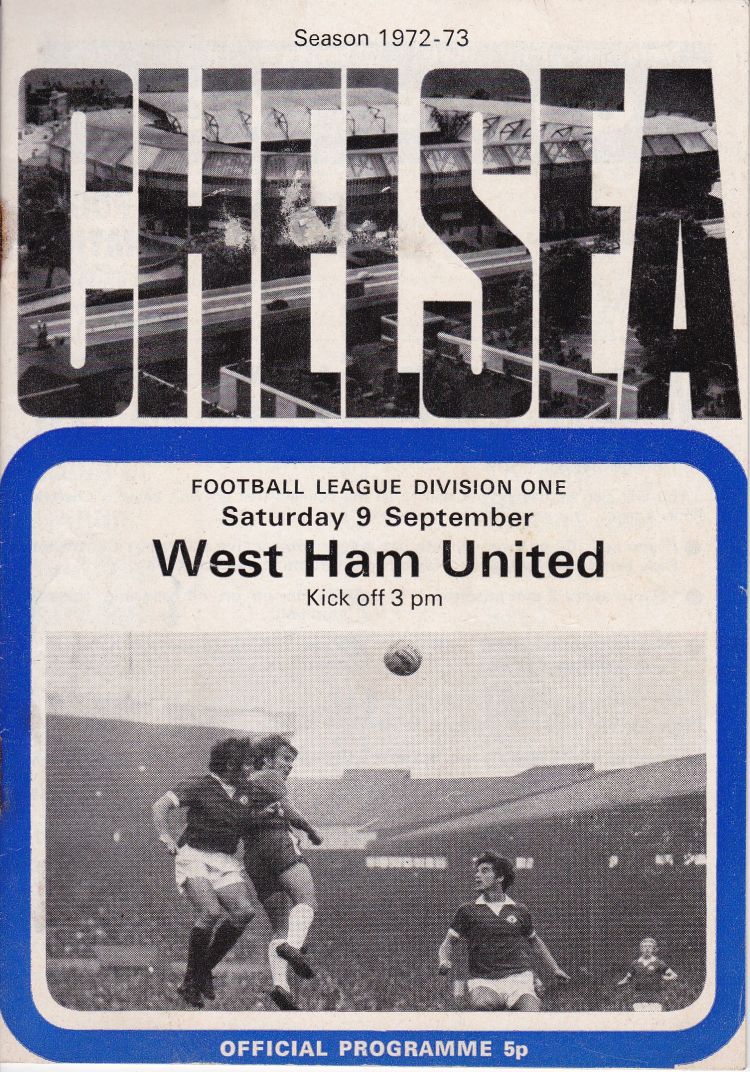 Season 1972-73
CHELSEA
FOOTBALL LEAGUE DIVISION ONE
Saturday 9 September
West Ham United
Kick off 3 pm
OFFICIAL PROGRAMME 5p